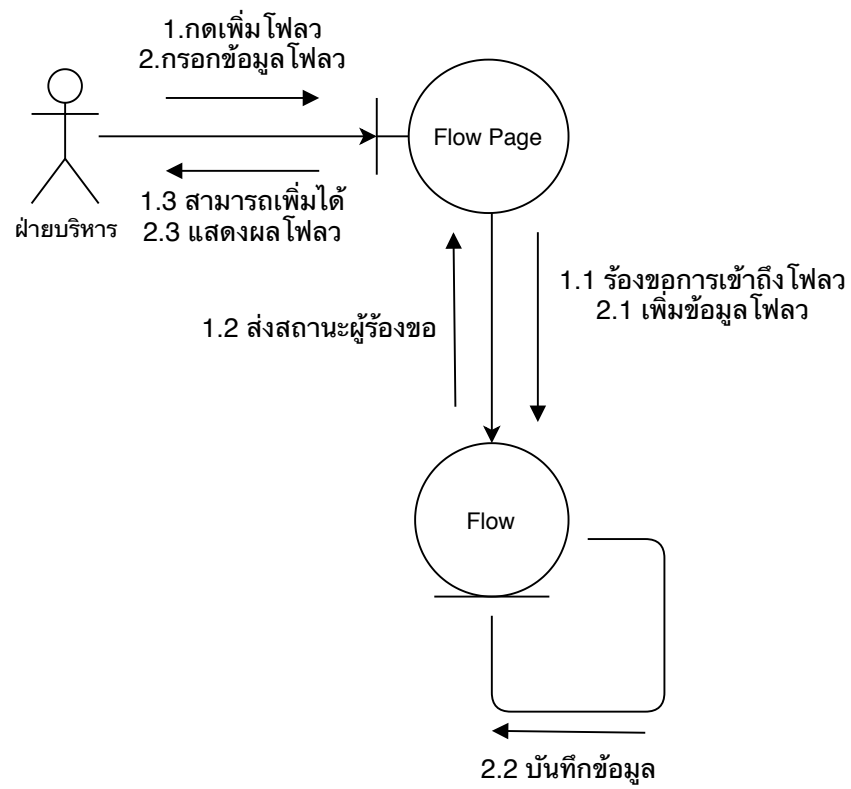 1.กดเพิ่มโฟลว
2.กรอกข้อมูลโฟลว
Flow Page
1.3 สามารถเพิ่มได้
2.3 แสดงผลโฟลว
ฝ่ายบริหาร
1.1 ร้องขอการเข้าถึงโฟลว
2.1 เพิ่มข้อมูลโฟลว
1.2 ส่งสถานะผู้ร้องขอ
Flow
2.2 บันทึกข้อมูล